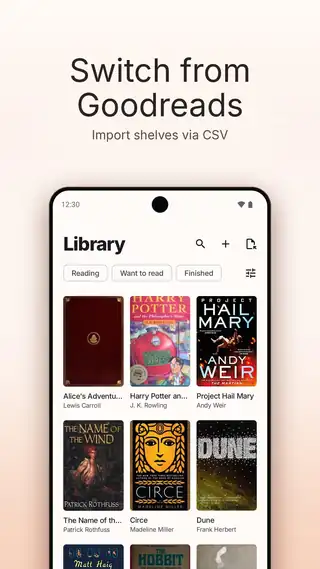 Switch from
Goodreads
Import shelves via CSV
12:30
Library
Reading
Want to read
Finished
HARRY
POTTER
PROJECT
HAIL
MARY
ANDY
WEIR
THE MARTIAN
Alice's Adventu...
Lewis Carroll
Harry Potter an...
J. K. Rowling
Project Hail Mary
Andy Weir
THE NAME OF
THE WIND
PATRICK ROTHFUSS
CIRCE
MADELINE MILLER
DUNE
The Name of th...
Patrick Rothfuss
Circe
Madeline Miller
Dune
Frank Herbert
Matt Haig
THE
HOBBIT